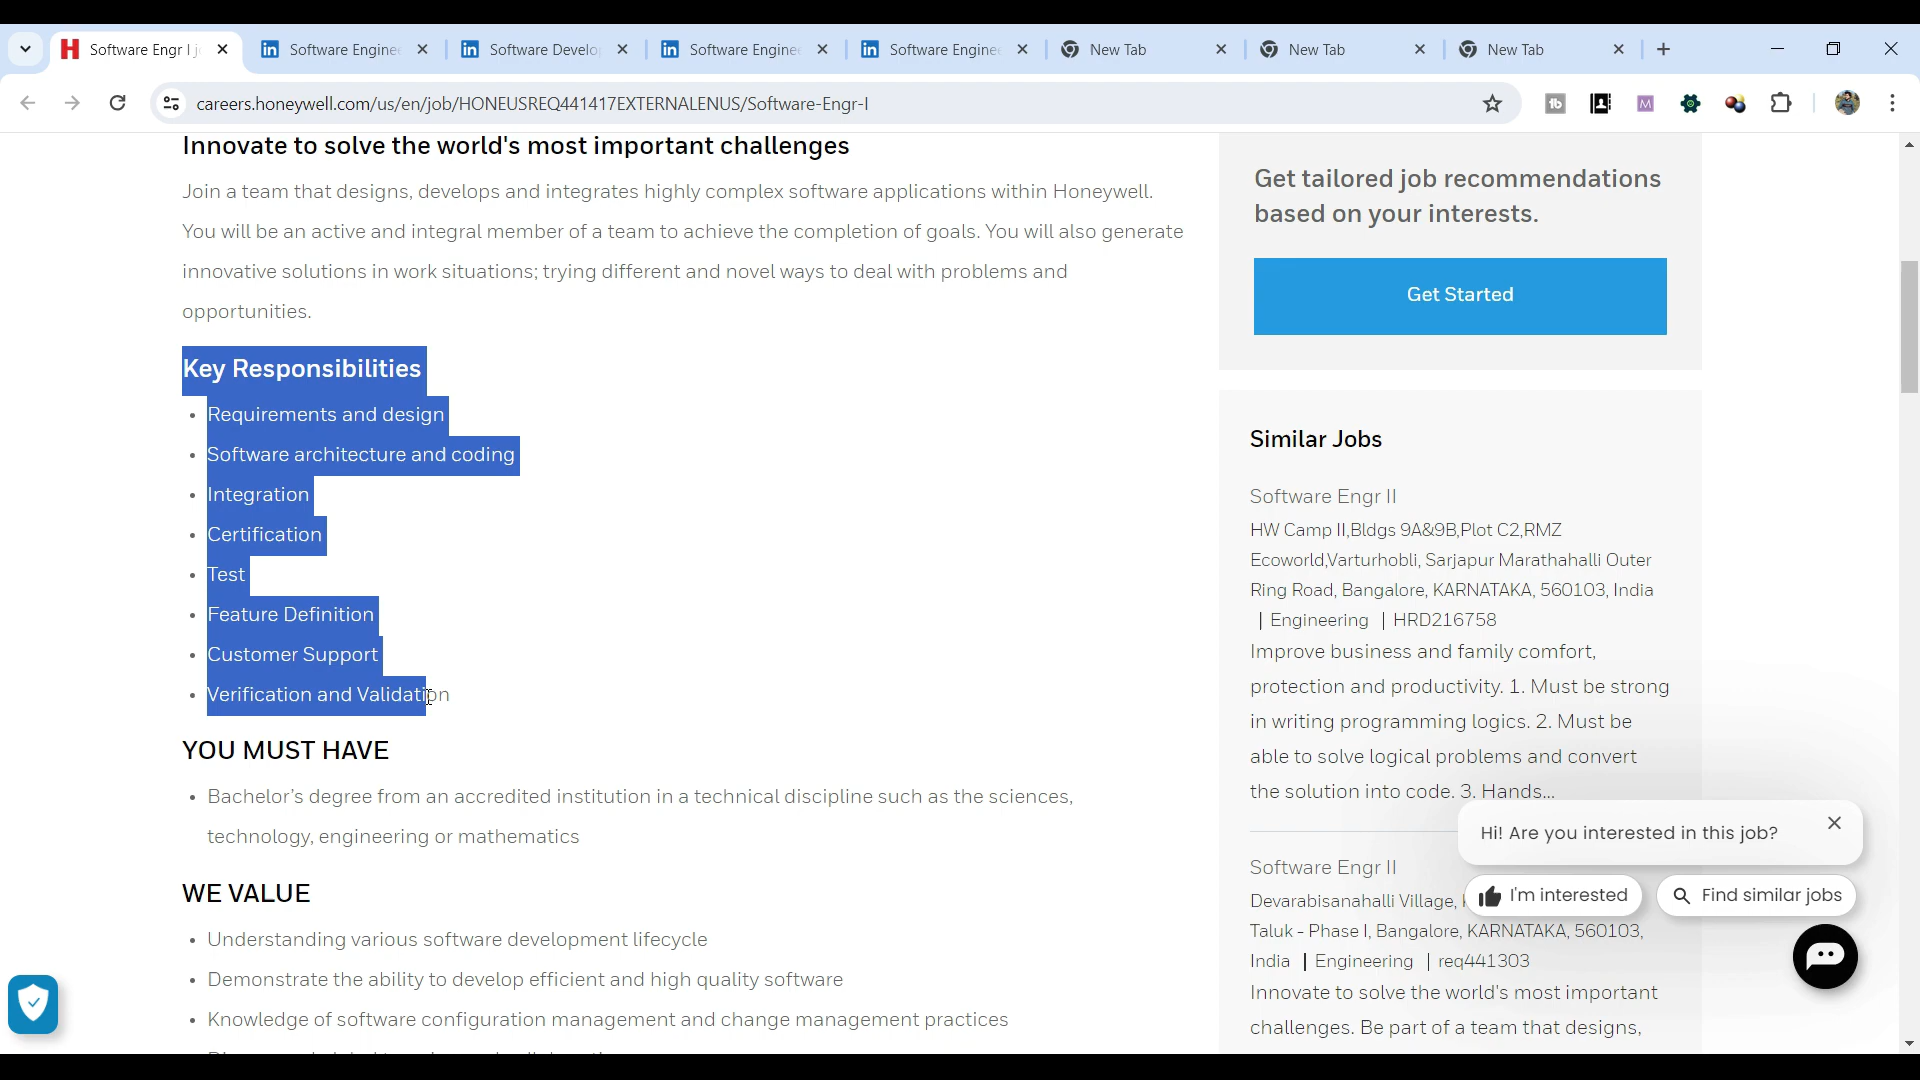 Software Engr I j
Software Enginee
Software Develo
Software Enginee
Software Enginee
New Tab
New Tab
New Tab
careers.honeywell.com/us/en/job/HONEUSREQ441417EXTERNALENUS/Software-Engr-I
Innovate to solve the world's most important challenges
Join a team that designs, develops and integrates highly complex software applications within Honeywell.
You will be an active and integral member of a team to achieve the completion of goals. You will also generate
innovative solutions in work situations; trying different and novel ways to deal with problems and
opportunities.
Key Responsibilities
• Requirements and design
• Software architecture and coding
• Integration
• Certification
• Test
• Feature Definition
• Customer Support
• Verification and Validation
YOU MUST HAVE
• Bachelor's degree from an accredited institution in a technical discipline such as the sciences,
technology, engineering or mathematics
WE VALUE
• Understanding various software development lifecycle
• Demonstrate the ability to develop efficient and high quality software
• Knowledge of software configuration management and change management practices
Get tailored job recommendations
based on your interests.
Get Started
Similar Jobs
Software Engr II
HW Camp II,Bldgs 9A&9B,Plot C2,RMZ
Ecoworld,Varturhobli, Sarjapur Marathahalli Outer
Ring Road, Bangalore, KARNATAKA, 560103, India
| Engineering | HRD216758
Improve business and family comfort,
protection and productivity. 1. Must be strong
in writing programming logics. 2. Must be
able to solve logical problems and convert
the solution into code. 3. Hands...
Software Engr II
Devarabisanahalli Village,
Taluk - Phase I, Bangalore, KARNATAKA, 560103,
India | Engineering | req441303
Innovate to solve the world's most important
challenges. Be part of a team that designs,
Hi! Are you interested in this job?
I'm interested
Find similar jobs